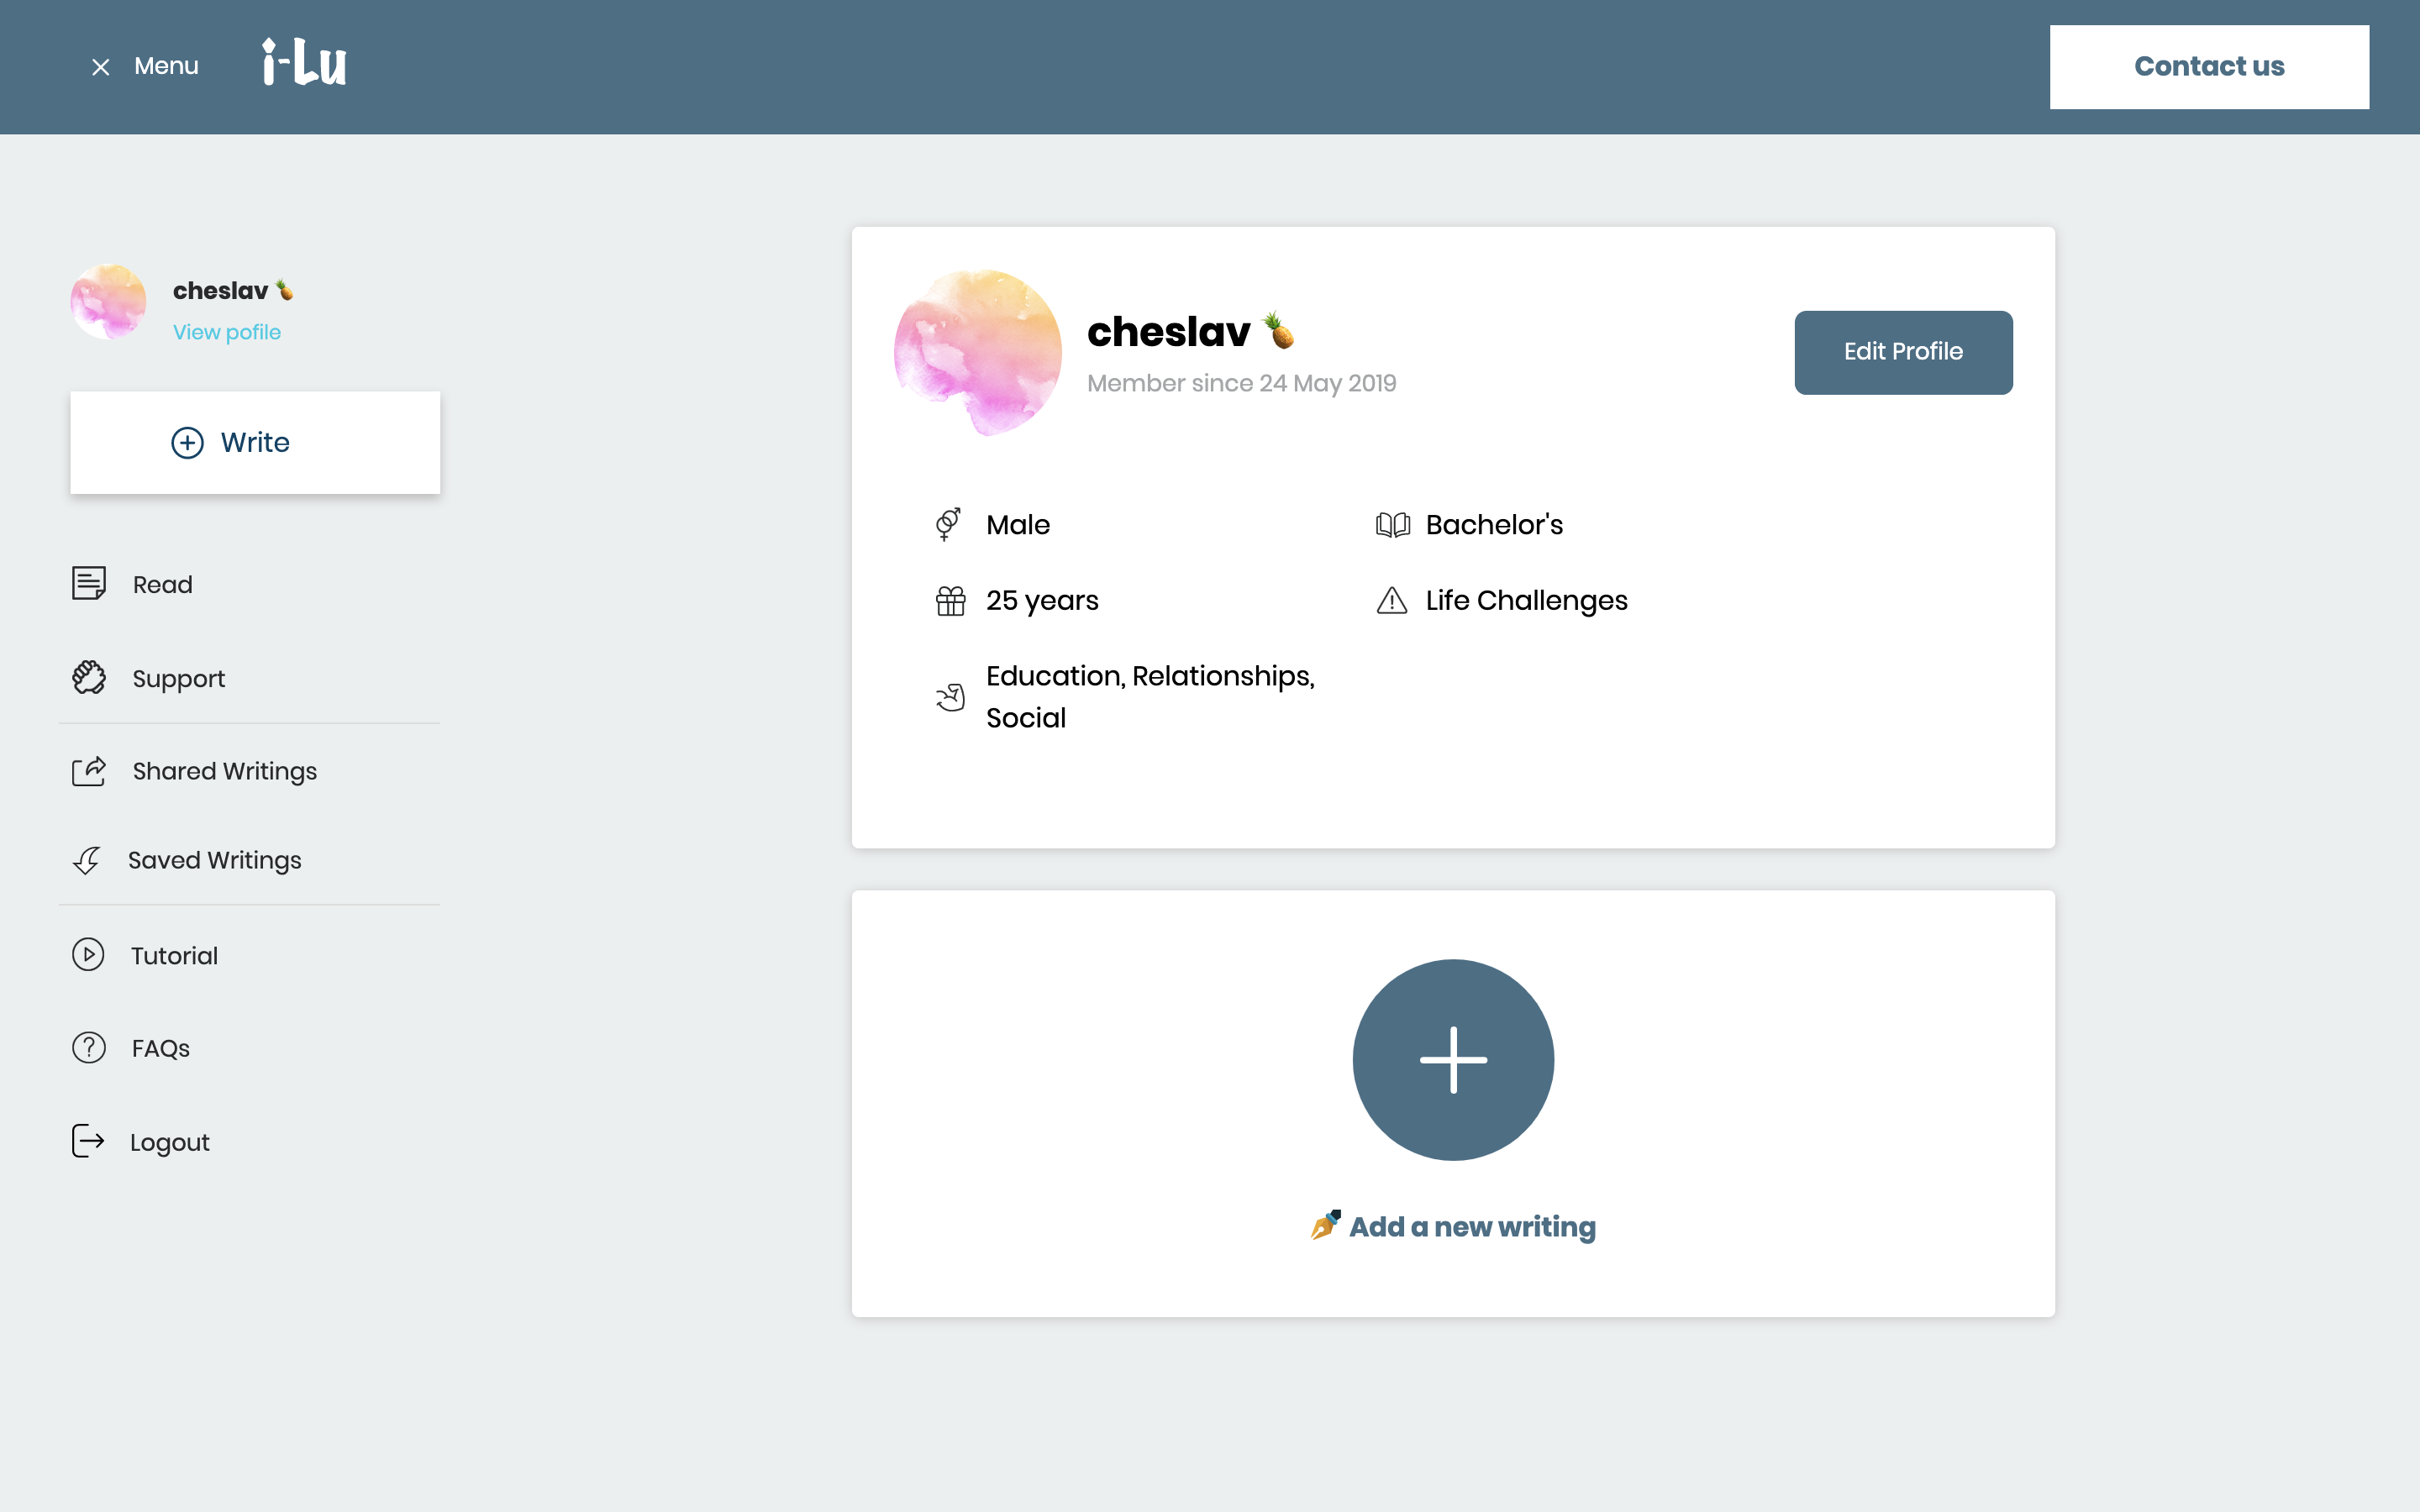 Menu
i-Lu
Contact us
cheslav 🍍
View pofile
Write
Read
Support
Shared Writings
Saved Writings
Tutorial
FAQs
Logout
cheslav 🍍
Member since 24 May 2019
Edit Profile
Male
Bachelor's
25 years
Life Challenges
Education, Relationships,
Social
Add a new writing